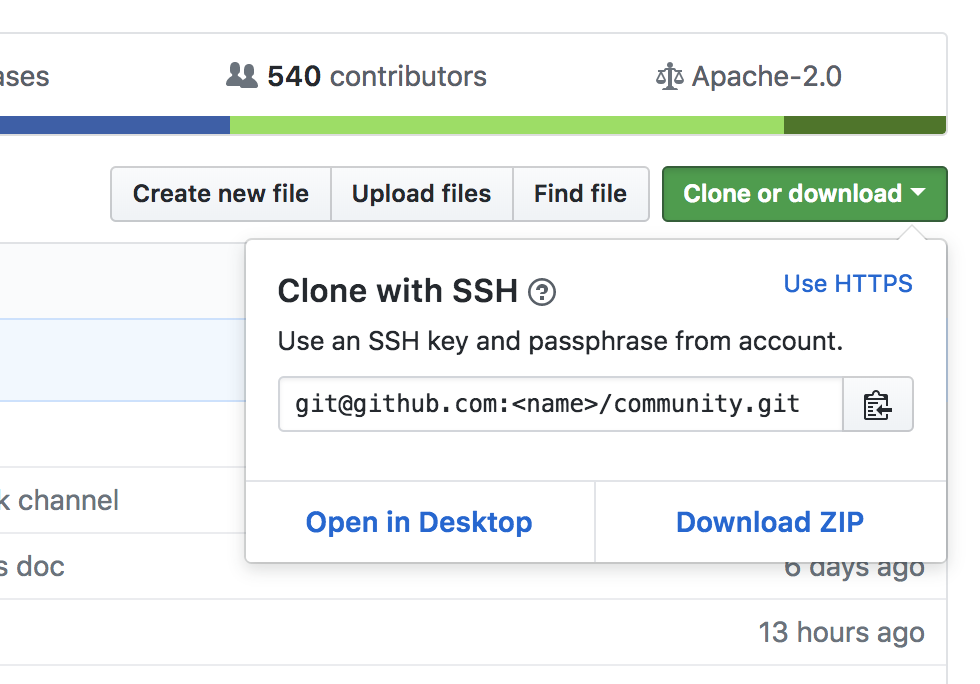 ases
540 contributors
Apache-2.0
Create new file
Upload files
Find file
Clone or download
Clone with SSH
Use HTTPS
Use an SSH key and passphrase from account.
git@github.com:<name>/community.git
Open in Desktop
Download ZIP
k channel
s doc
6 days ago
13 hours ago